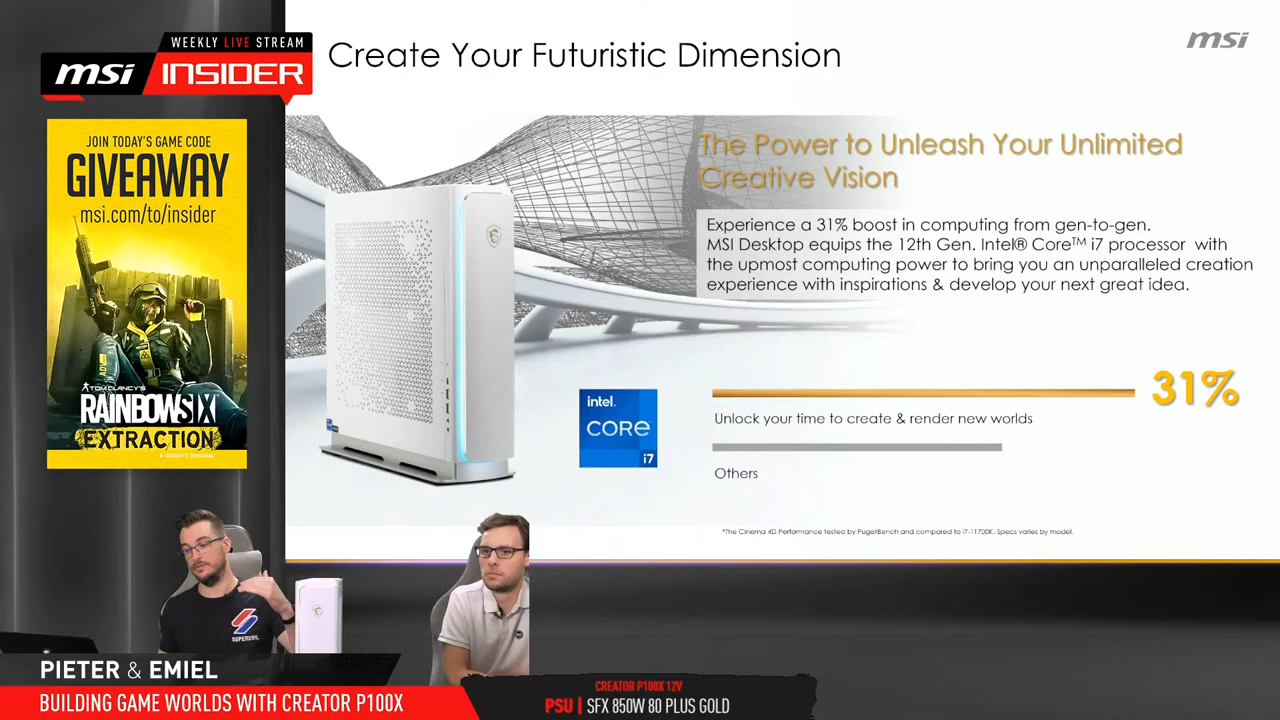 WEEKLY LIVE STREAM
msi INSIDER
Create Your Futuristic Dimension
msi
JOIN TODAY'S GAME CODE
GIVEAWAY
msi.com/to/insider
TOM CLANCY'S
RAINBOW SIX
EXTRACTION
A UBISOFT ORIGINAL
The Power to Unleash Your Unlimited
Creative Vision
Experience a 31% boost in computing from gen-to-gen.
MSI Desktop equips the 12th Gen. Intel® Core™ i7 processor with
the upmost computing power to bring you an unparalleled creation
experience with inspirations & develop your next great idea.
intel.
CORE
i7
31%
Unlock your time to create & render new worlds
Others
*The Cinema 4D Performance tested by PugetBench and compared to i7-11700K. Specs varies by model.
SUPERDRY.
PIETER & EMIEL
BUILDING GAME WORLDS WITH CREATOR P100X
CREATOR P100X 12V
PSU | SFX 850W 80 PLUS GOLD